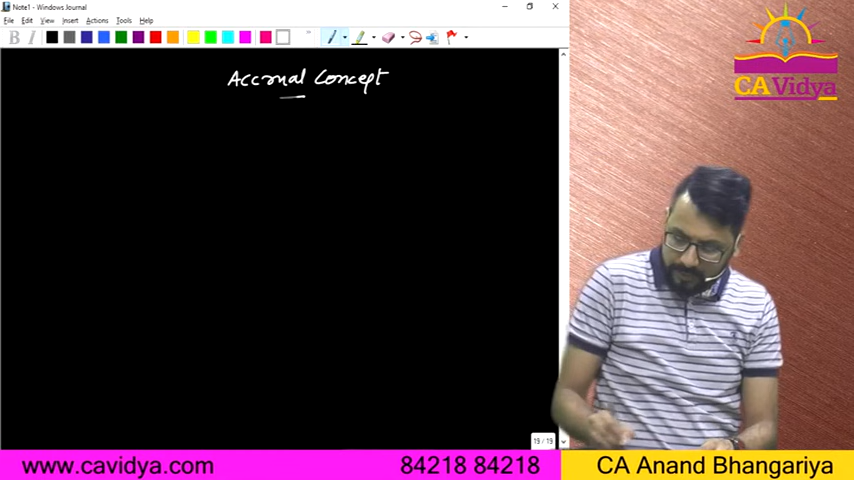 Note1 - Windows Journal
File Edit View Insert Actions Tools Help
B I
Accrual Concept
19 / 19
CA Vidya
www.cavidya.com 84218 84218 CA Anand Bhangariya